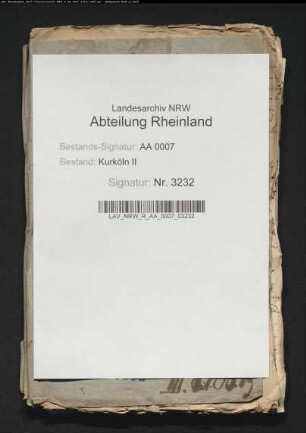 Landesarchiv NRW
Abteilung Rheinland
Bestands-Signatur: AA 0007
Bestand: Kurköln II
Signatur: Nr. 3232
LAV_NRW_R_AA_0007_03232